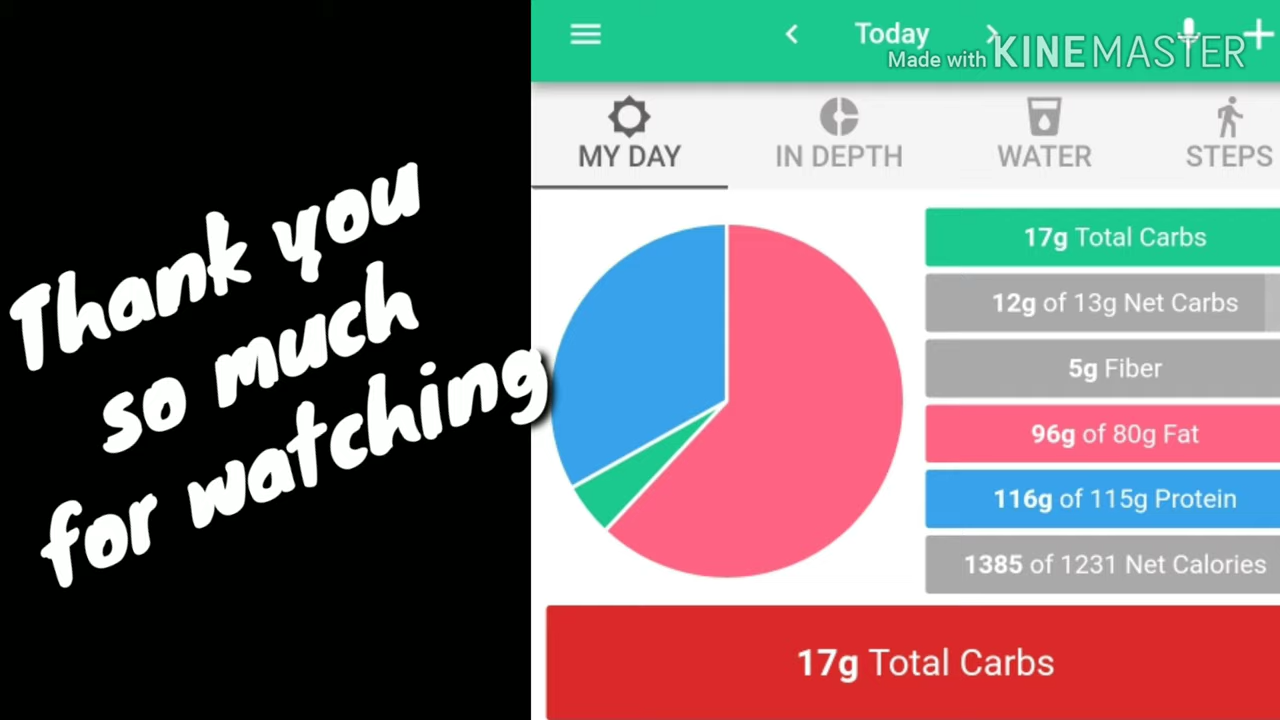 Thank you
so much
for watching
Today
Made with KINEMASTER
MY DAY
IN DEPTH
WATER
STEPS
17g Total Carbs
12g of 13g Net Carbs
5g Fiber
96g of 80g Fat
116g of 115g Protein
1385 of 1231 Net Calories
17g Total Carbs